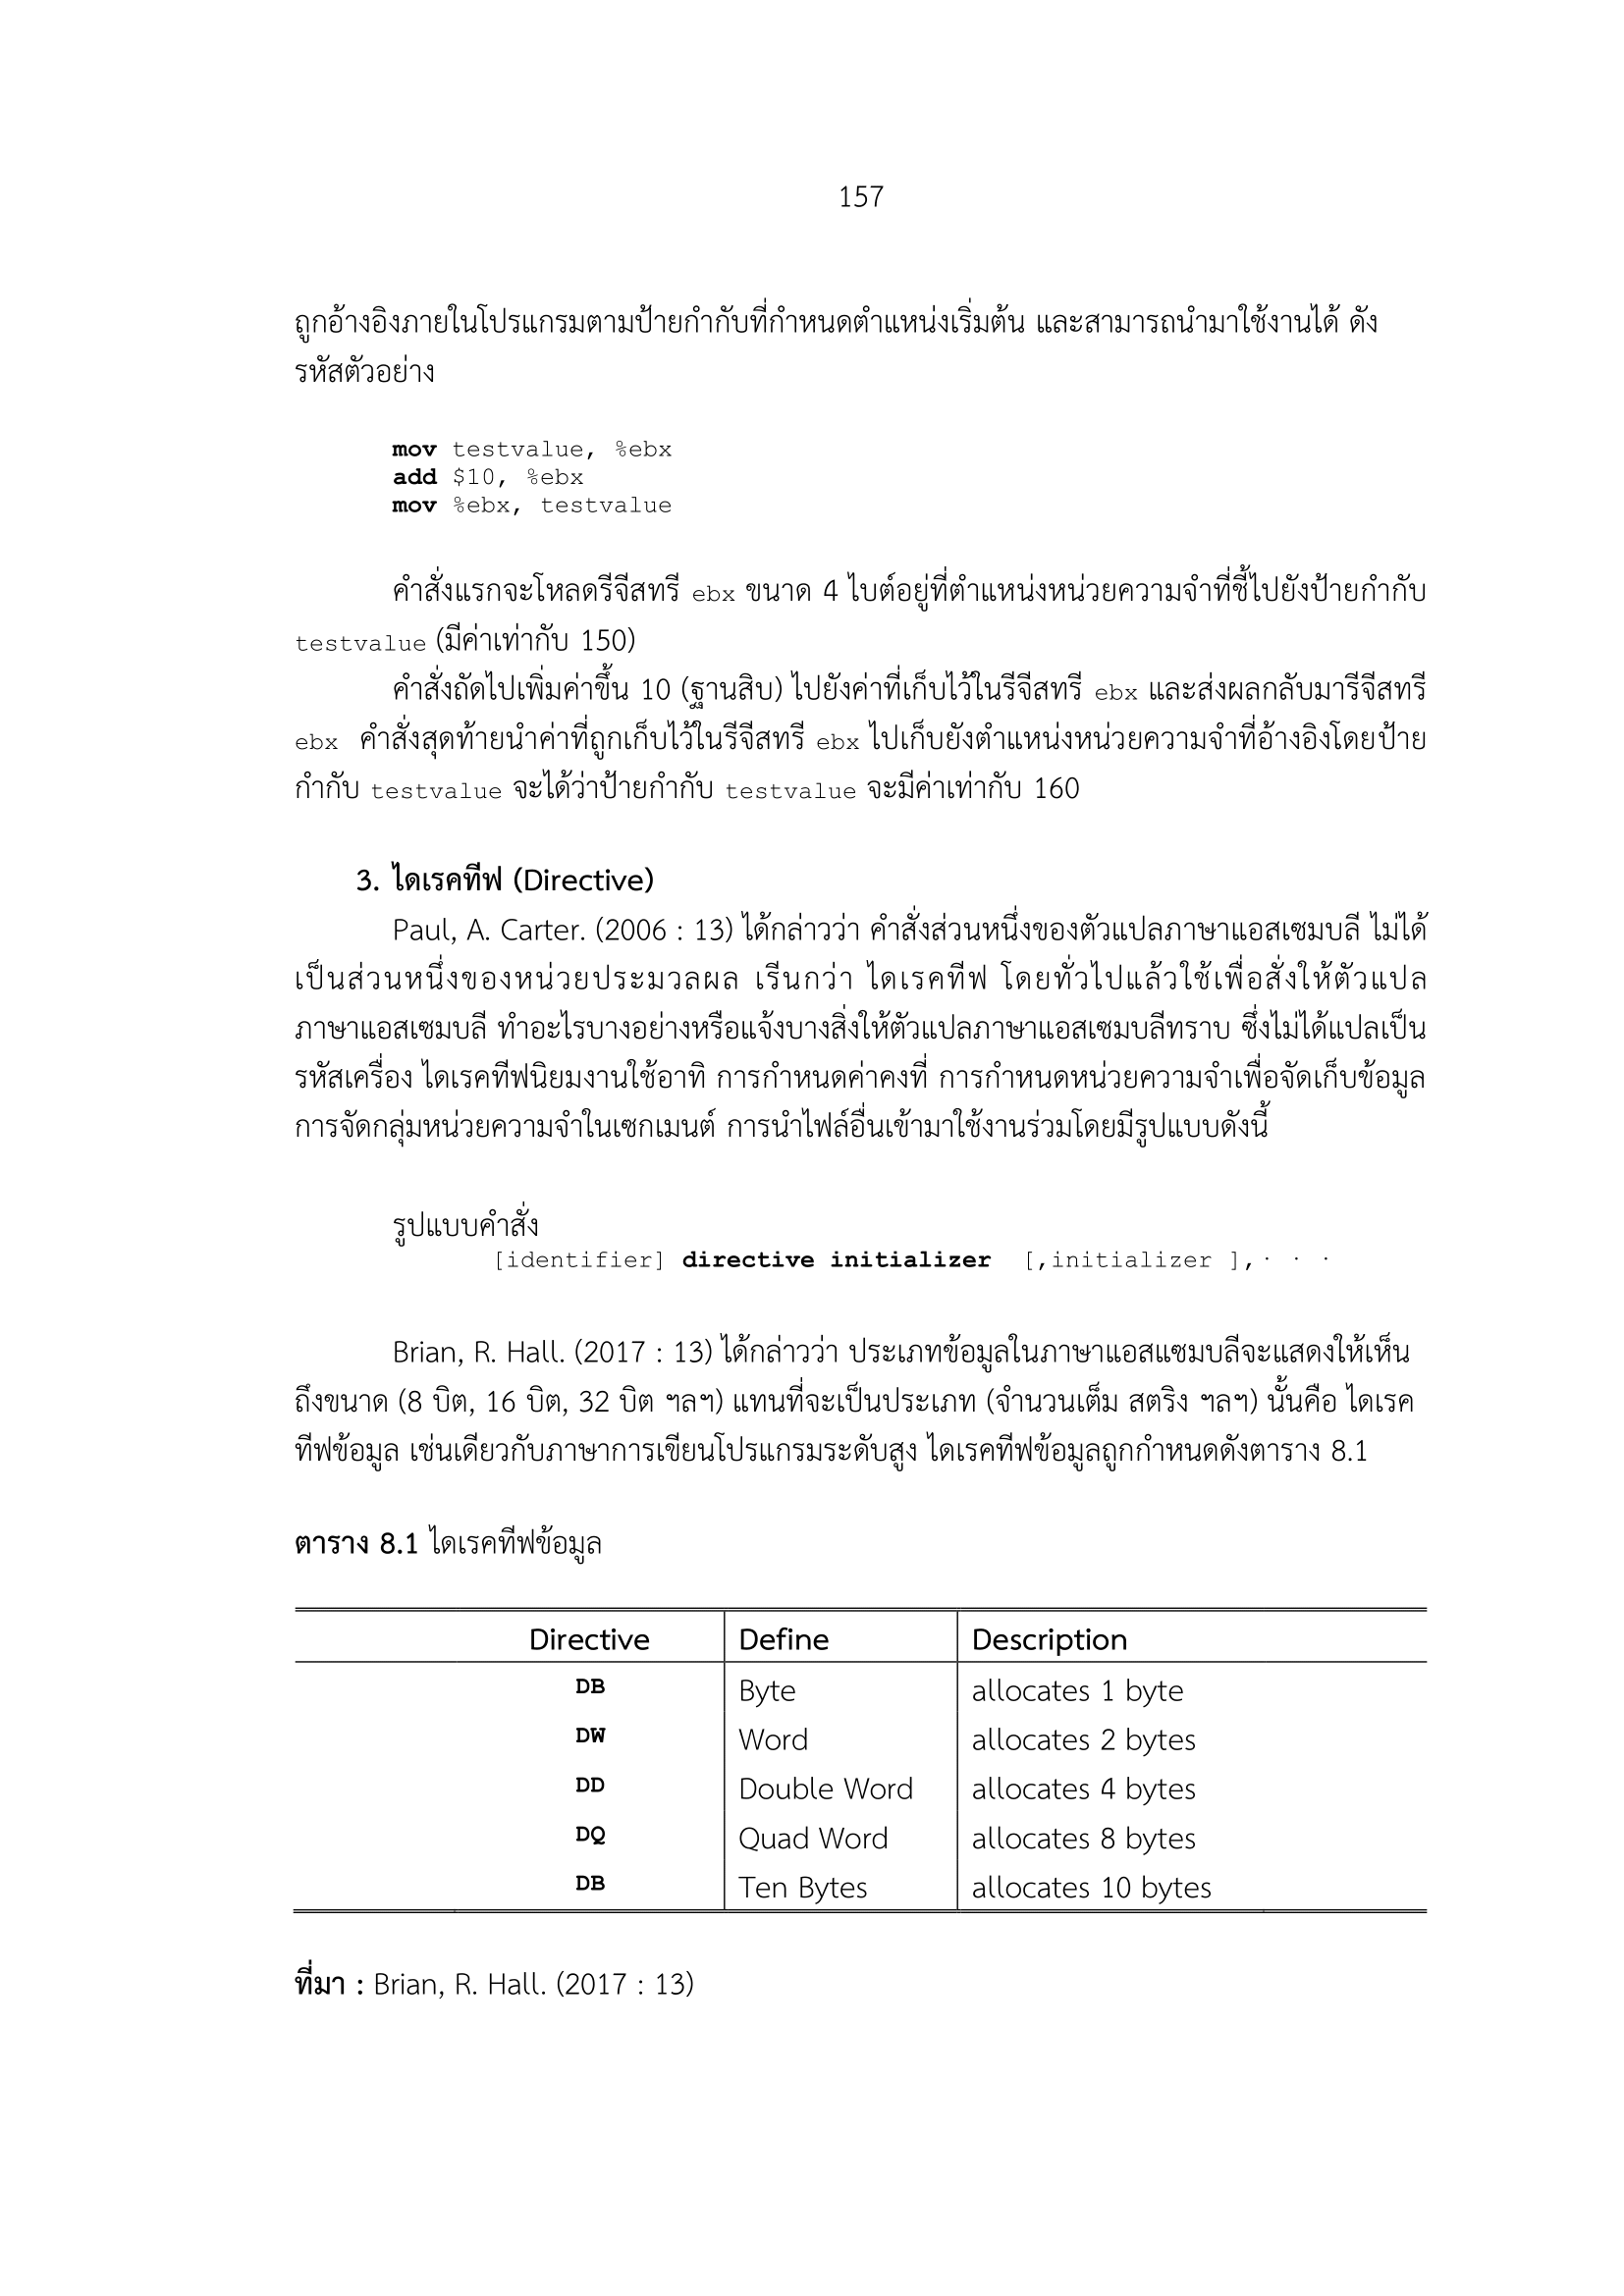 157
ถูกอ้างอิงภายในโปรแกรมตามป้ายกำกับที่กำหนดตำแหน่งเริ่มต้น และสามารถนำมาใช้งานได้ ดัง
รหัสตัวอย่าง
mov testvalue, %ebx
add $10, %ebx
mov %ebx, testvalue
คำสั่งแรกจะโหลดรีจีสทรี ebx ขนาด 4 ไบต์อยู่ที่ตำแหน่งหน่วยความจำที่ชี้ไปยังป้ายกำกับ
testvalue (มีค่าเท่ากับ 150)
คำสั่งถัดไปเพิ่มค่าขึ้น 10 (ฐานสิบ) ไปยังค่าที่เก็บไว้ในรีจีสทรี ebx และส่งผลกลับมารีจีสทรี
ebx คำสั่งสุดท้ายนำค่าที่ถูกเก็บไว้ในรีจีสทรี ebx ไปเก็บยังตำแหน่งหน่วยความจำที่อ้างอิงโดยป้าย
กำกับ testvalue จะได้ว่าป้ายกำกับ testvalue จะมีค่าเท่ากับ 160
3. ไดเรคทีฟ (Directive)
Paul, A. Carter. (2006 : 13) ได้กล่าวว่า คำสั่งส่วนหนึ่งของตัวแปลภาษาแอสเซมบลี ไม่ได้
เป็นส่วนหนึ่งของหน่วยประมวลผล เรีนกว่า ไดเรคทีฟ โดยทั่วไปแล้วใช้เพื่อสั่งให้ตัวแปล
ภาษาแอสเซมบลี ทำอะไรบางอย่างหรือแจ้งบางสิ่งให้ตัวแปลภาษาแอสเซมบลีทราบ ซึ่งไม่ได้แปลเป็น
รหัสเครื่อง ไดเรคทีฟนิยมงานใช้อาทิ การกำหนดค่าคงที่ การกำหนดหน่วยความจำเพื่อจัดเก็บข้อมูล
การจัดกลุ่มหน่วยความจำในเซกเมนต์ การนำไฟล์อื่นเข้ามาใช้งานร่วมโดยมีรูปแบบดังนี้
รูปแบบคำสั่ง
[identifier] directive initializer [,initializer ],· · ·
Brian, R. Hall. (2017 : 13) ได้กล่าวว่า ประเภทข้อมูลในภาษาแอสแซมบลีจะแสดงให้เห็น
ถึงขนาด (8 บิต, 16 บิต, 32 บิต ฯลฯ) แทนที่จะเป็นประเภท (จำนวนเต็ม สตริง ฯลฯ) นั้นคือ ไดเรค
ทีฟข้อมูล เช่นเดียวกับภาษาการเขียนโปรแกรมระดับสูง ไดเรคทีฟข้อมูลถูกกำหนดดังตาราง 8.1
ตาราง 8.1 ไดเรคทีฟข้อมูล
Directive Define Description
DB Byte allocates 1 byte
DW Word allocates 2 bytes
DD Double Word allocates 4 bytes
DQ Quad Word allocates 8 bytes
DB Ten Bytes allocates 10 bytes
ที่มา : Brian, R. Hall. (2017 : 13)